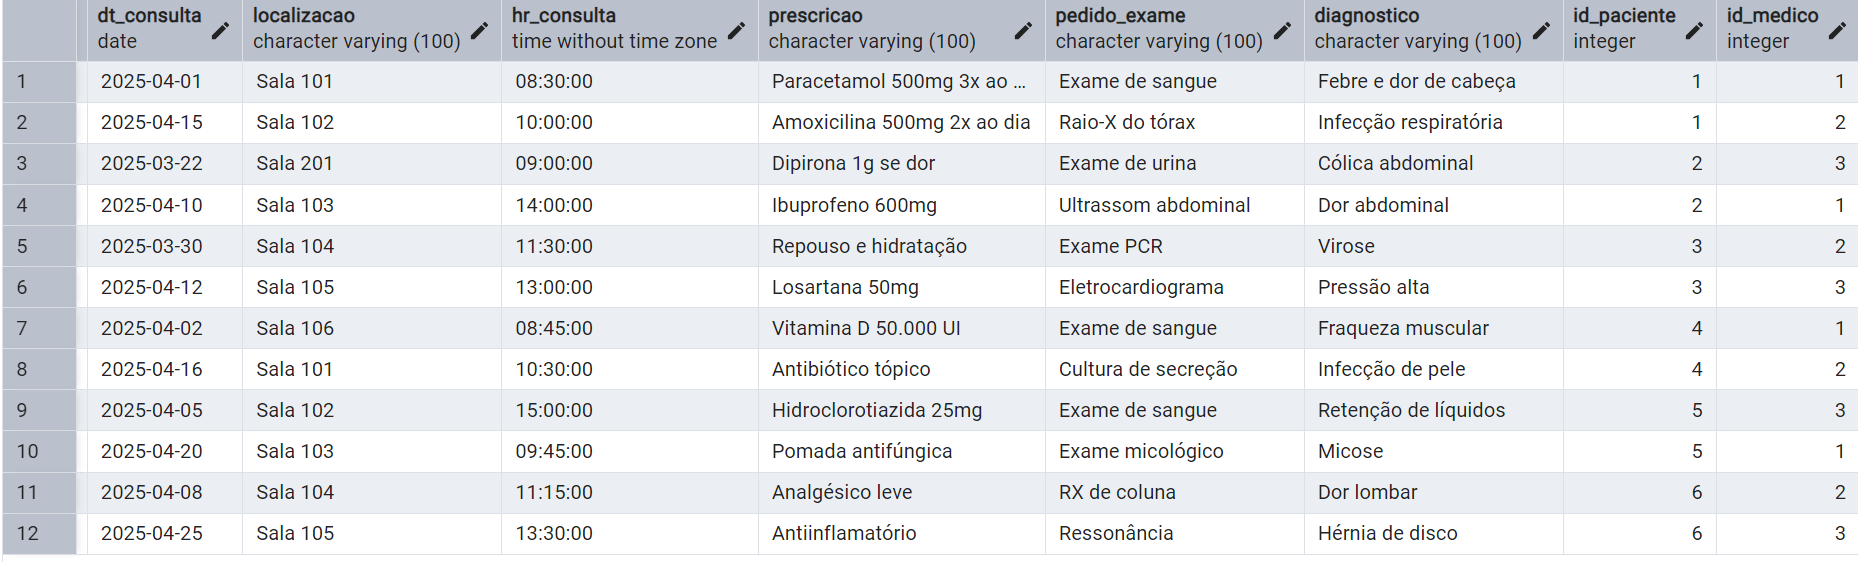 dt_consulta localizacao hr_consulta prescricao pedido_exame diagnostico id_paciente id_medico
date character varying (100) time without time zone character varying (100) character varying (100) character varying (100) integer integer
1 2025-04-01 Sala 101 08:30:00 Paracetamol 500mg 3x ao ... Exame de sangue Febre e dor de cabeça 1 1
2 2025-04-15 Sala 102 10:00:00 Amoxicilina 500mg 2x ao dia Raio-X do tórax Infecção respiratória 1 2
3 2025-03-22 Sala 201 09:00:00 Dipirona 1g se dor Exame de urina Cólica abdominal 2 3
4 2025-04-10 Sala 103 14:00:00 Ibuprofeno 600mg Ultrassom abdominal Dor abdominal 2 1
5 2025-03-30 Sala 104 11:30:00 Repouso e hidratação Exame PCR Virose 3 2
6 2025-04-12 Sala 105 13:00:00 Losartana 50mg Eletrocardiograma Pressão alta 3 3
7 2025-04-02 Sala 106 08:45:00 Vitamina D 50.000 UI Exame de sangue Fraqueza muscular 4 1
8 2025-04-16 Sala 101 10:30:00 Antibiótico tópico Cultura de secreção Infecção de pele 4 2
9 2025-04-05 Sala 102 15:00:00 Hidroclorotiazida 25mg Exame de sangue Retenção de líquidos 5 3
10 2025-04-20 Sala 103 09:45:00 Pomada antifúngica Exame micológico Micose 5 1
11 2025-04-08 Sala 104 11:15:00 Analgésico leve RX de coluna Dor lombar 6 2
12 2025-04-25 Sala 105 13:30:00 Antiinflamatório Ressonância Hérnia de disco 6 3